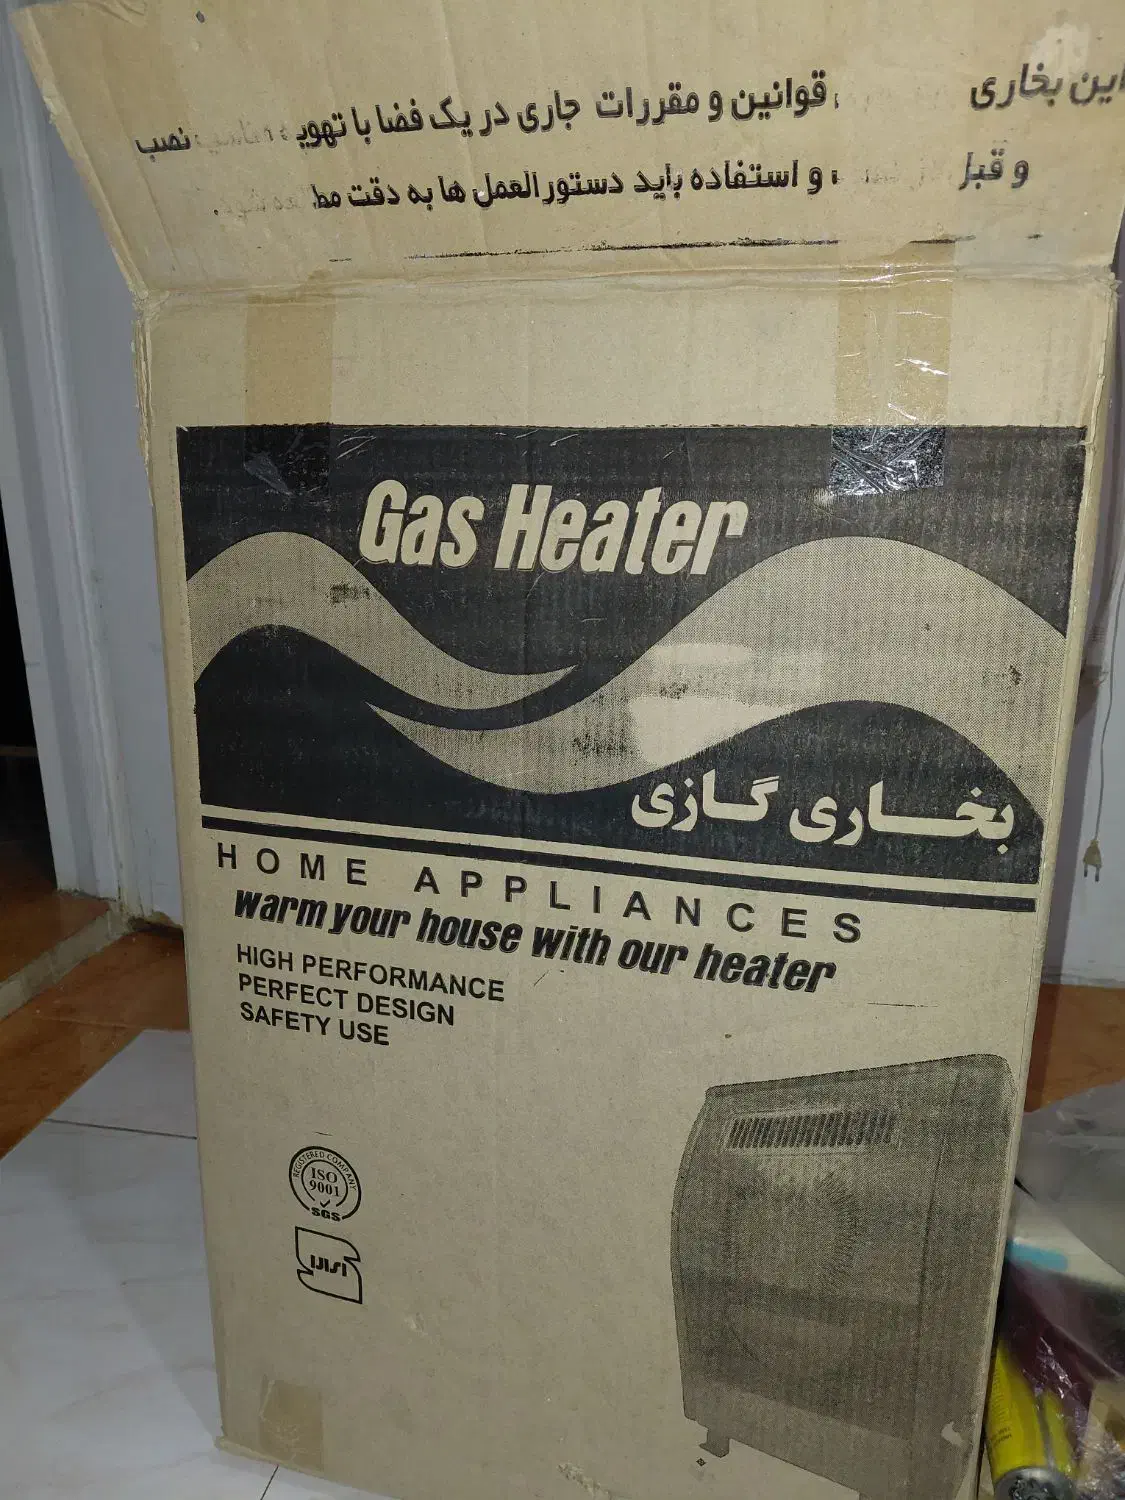 این بخاری قوانین و مقررات جاری در یک فضا با تهویه نصب
و قبل و استفاده باید دستورالعمل ها به دقت
Gas Heater
بخاری گازی
HOME APPLIANCES
warm your house with our heater
HIGH PERFORMANCE
PERFECT DESIGN
SAFETY USE
REGISTERED COMPANY
ISO
9001
SGS